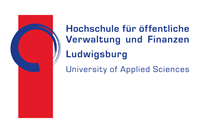 Hochschule für öffentliche
Verwaltung und Finanzen
Ludwigsburg
University of Applied Sciences